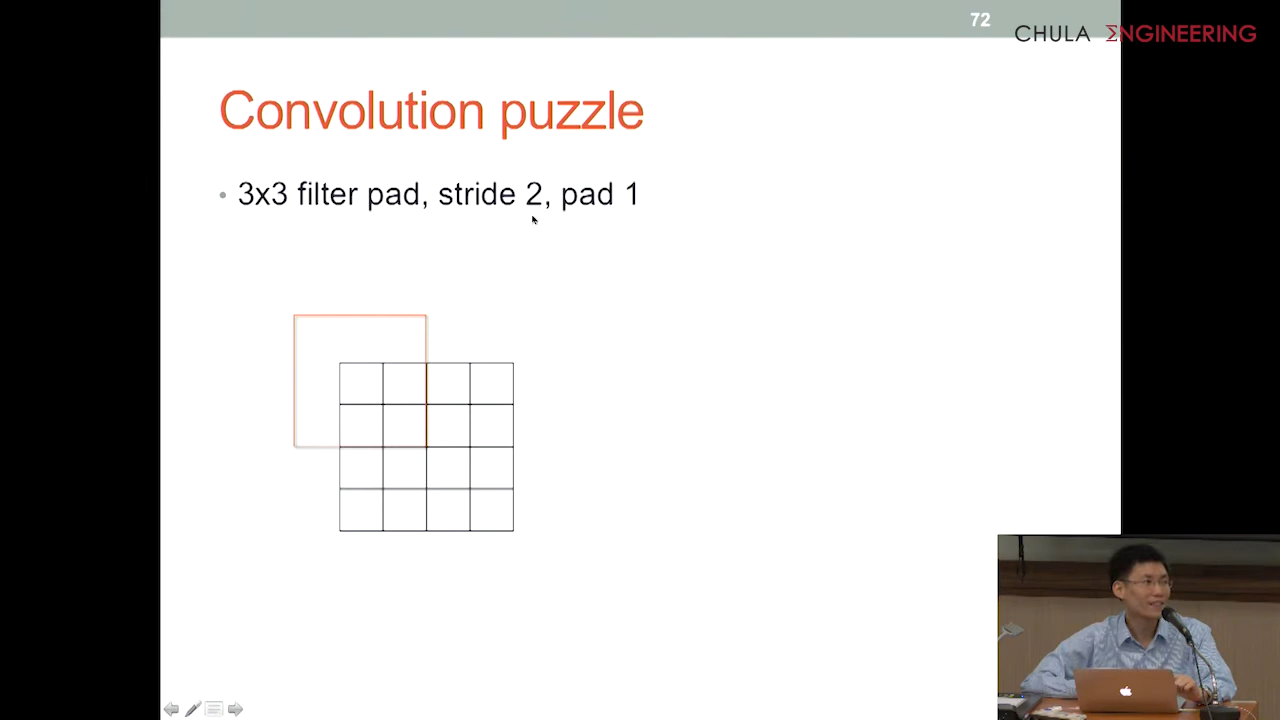 72
CHULA ΣNGINEERING
Convolution puzzle
• 3x3 filter pad, stride 2, pad 1